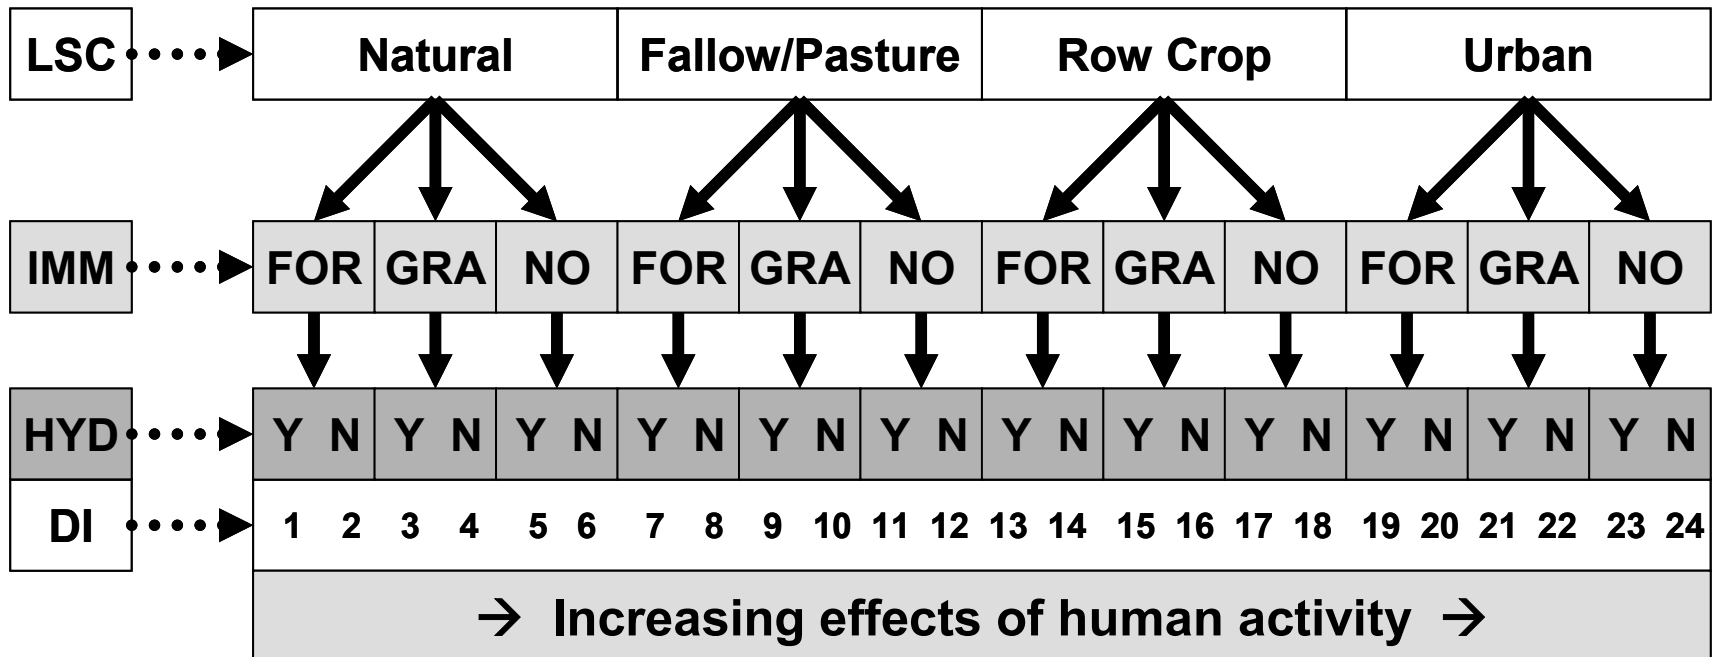 LSC Natural Fallow/Pasture Row Crop Urban
IMM FOR GRA NO FOR GRA NO FOR GRA NO FOR GRA NO
HYD Y N Y N Y N Y N Y N Y N Y N Y N Y N Y N Y N Y N
DI 1 2 3 4 5 6 7 8 9 10 11 12 13 14 15 16 17 18 19 20 21 22 23 24
→ Increasing effects of human activity →